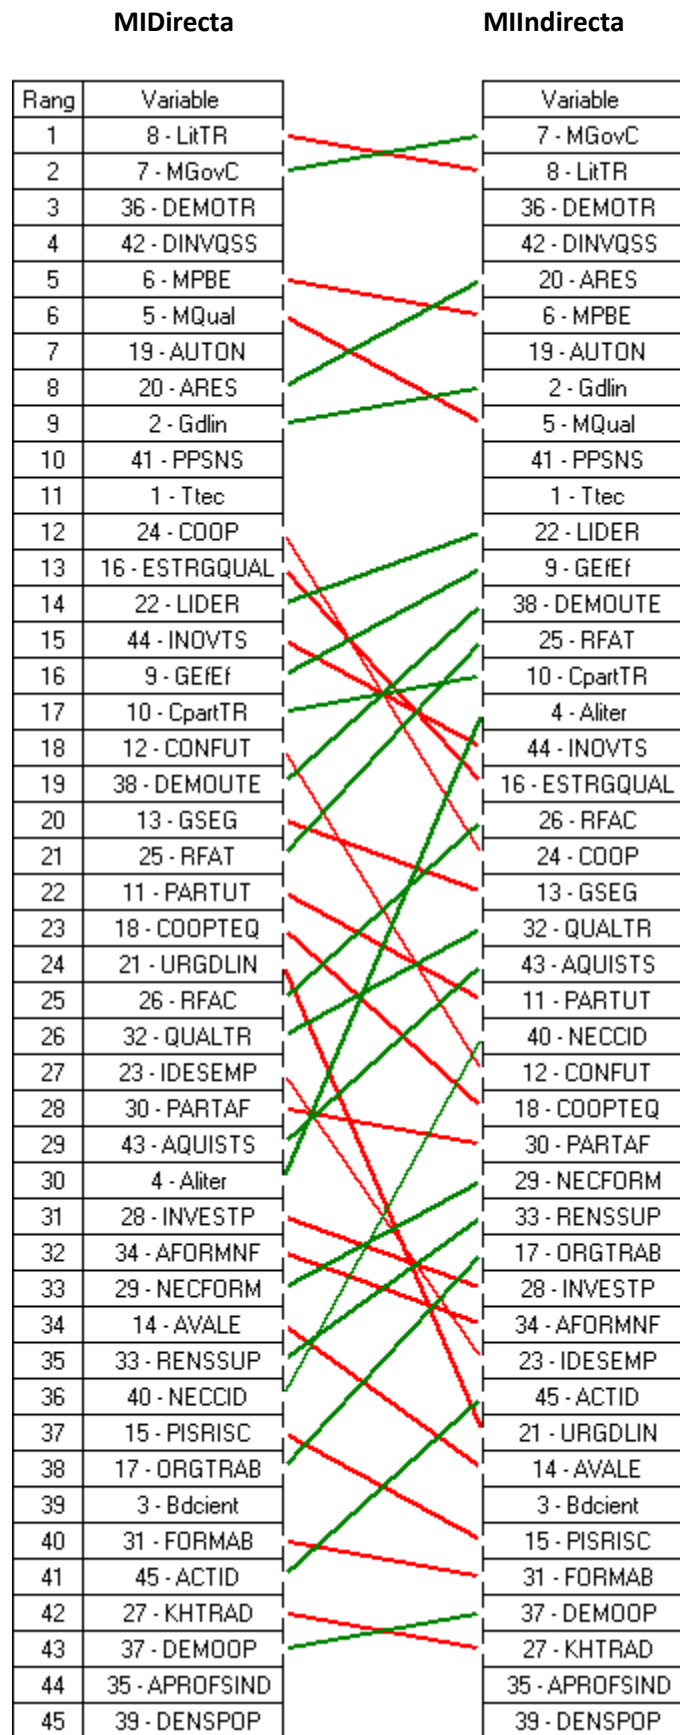 MIDirecta MIIndirecta
Rang Variable Variable
1 8 - LitTR 7 - MGovC
2 7 - MGovC 8 - LitTR
3 36 - DEMOTR 36 - DEMOTR
4 42 - DINVQSS 42 - DINVQSS
5 6 - MPBE 20 - ARES
6 5 - MQual 6 - MPBE
7 19 - AUTON 19 - AUTON
8 20 - ARES 2 - Gdlin
9 2 - Gdlin 5 - MQual
10 41 - PPSNS 41 - PPSNS
11 1 - Ttec 1 - Ttec
12 24 - COOP 22 - LIDER
13 16 - ESTRGQUAL 9 - GEfEf
14 22 - LIDER 38 - DEMOUTE
15 44 - INOVTS 25 - RFAT
16 9 - GEfEf 10 - CpartTR
17 10 - CpartTR 4 - Aliter
18 12 - CONFUT 44 - INOVTS
19 38 - DEMOUTE 16 - ESTRGQUAL
20 13 - GSEG 26 - RFAC
21 25 - RFAT 24 - COOP
22 11 - PARTUT 13 - GSEG
23 18 - COOPTEQ 32 - QUALTR
24 21 - URGDLIN 43 - AQUISTS
25 26 - RFAC 11 - PARTUT
26 32 - QUALTR 40 - NECCID
27 23 - IDESEMP 12 - CONFUT
28 30 - PARTAF 18 - COOPTEQ
29 43 - AQUISTS 30 - PARTAF
30 4 - Aliter 29 - NECFORM
31 28 - INVESTP 33 - RENSSUP
32 34 - AFORMNF 17 - ORGTRAB
33 29 - NECFORM 28 - INVESTP
34 14 - AVALE 34 - AFORMNF
35 33 - RENSSUP 23 - IDESEMP
36 40 - NECCID 45 - ACTID
37 15 - PISRISC 21 - URGDLIN
38 17 - ORGTRAB 14 - AVALE
39 3 - Bdcient 3 - Bdcient
40 31 - FORMAB 15 - PISRISC
41 45 - ACTID 31 - FORMAB
42 27 - KHTRAD 37 - DEMOOP
43 37 - DEMOOP 27 - KHTRAD
44 35 - APROFSIND 35 - APROFSIND
45 39 - DENSPOP 39 - DENSPOP